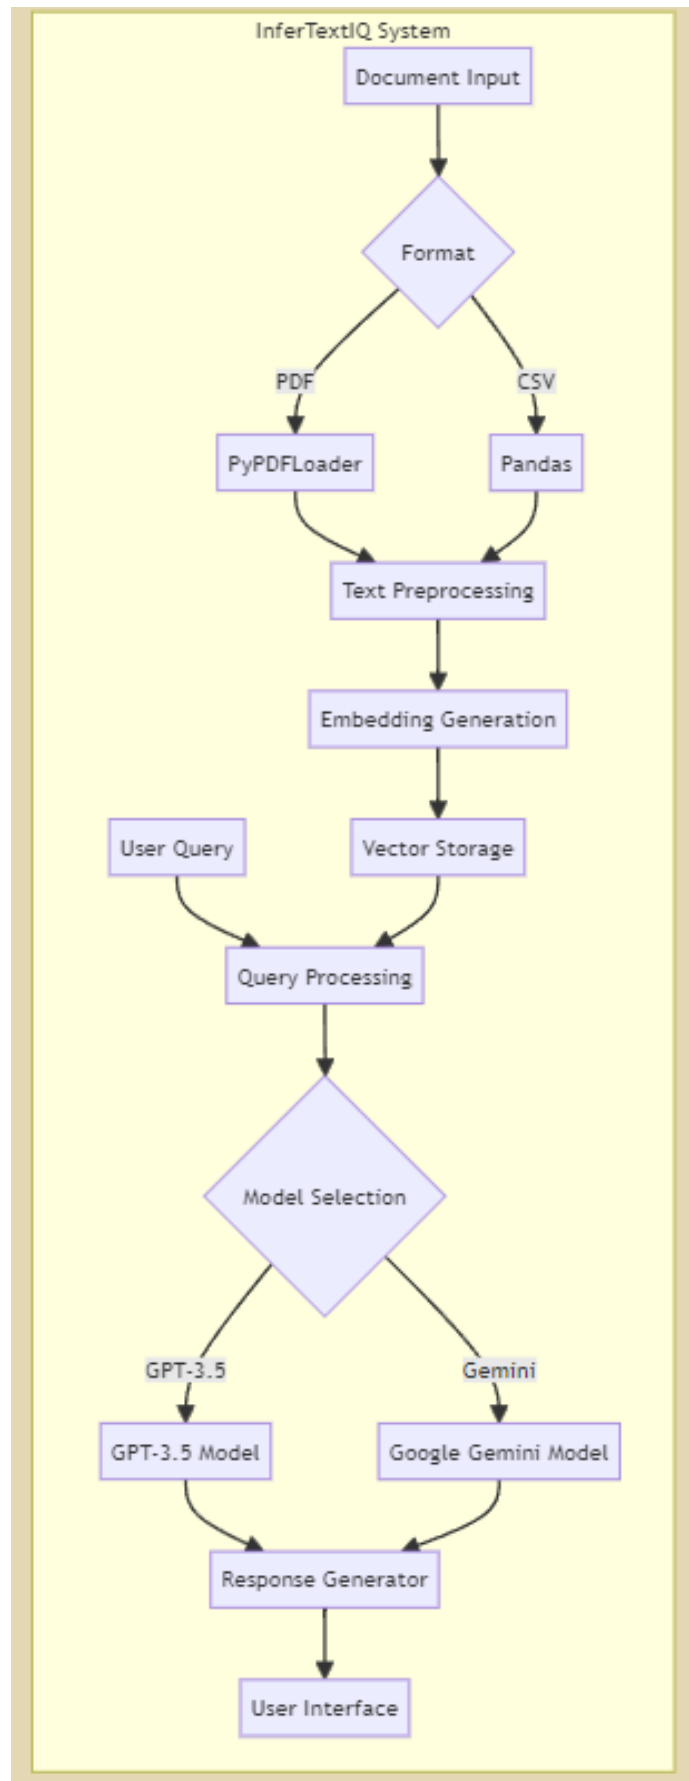 InferTextIQ System
Document Input
Format
PDF
CSV
PyPDFLoader
Pandas
Text Preprocessing
Embedding Generation
User Query
Vector Storage
Query Processing
Model Selection
GPT-3.5
Gemini
GPT-3.5 Model
Google Gemini Model
Response Generator
User Interface